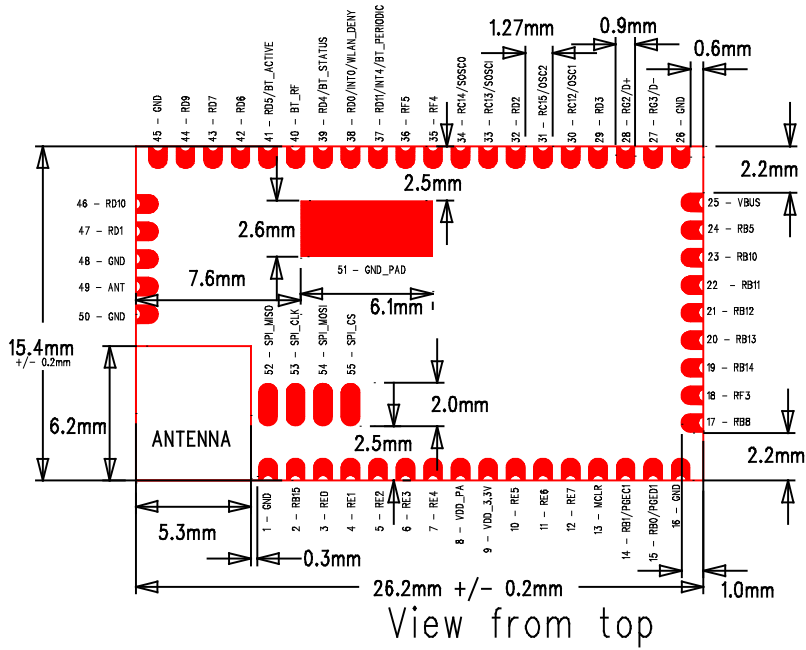 1.27mm
0.9mm
0.6mm
45 - GND
44 - RD9
43 - RD7
42 - RD6
41 - RD5/BT_ACTIVE
40 - BT_RF
39 - RD4/BT_STATUS
38 - RD0/INT0/WLAN_DENY
37 - RD11/INT4/BT_PERIODIC
36 - RF5
35 - RF4
34 - RC14/SOSCO
33 - RC13/SOSCI
32 - RD2
31 - RC15/OSC2
30 - RC12/OSC1
29 - RD3
28 - RG2/D+
27 - RG3/D-
26 - GND
2.2mm
2.5mm
46 - RD10
47 - RD1
48 - GND
49 - ANT
50 - GND
2.6mm
7.6mm
51 - GND_PAD
6.1mm
25 - VBUS
24 - RB5
23 - RB10
22 - RB11
21 - RB12
20 - RB13
19 - RB14
18 - RF3
17 - RB8
52 - SPI_MISO
53 - SPI_CLK
54 - SPI_MOSI
55 - SPI_CS
15.4mm
+/- 0.2mm
6.2mm
2.0mm
2.5mm
ANTENNA
2.2mm
1 - GND
2 - RB15
3 - RE0
4 - RE1
5 - RE2
6 - RE3
7 - RE4
8 - VDD_PA
9 - VDD_3.3V
10 - RE5
11 - RE6
12 - RE7
13 - MCLR
14 - RB1/PGEC1
15 - RB0/PGED1
16 - GND
5.3mm
0.3mm
26.2mm +/- 0.2mm
1.0mm
View from top